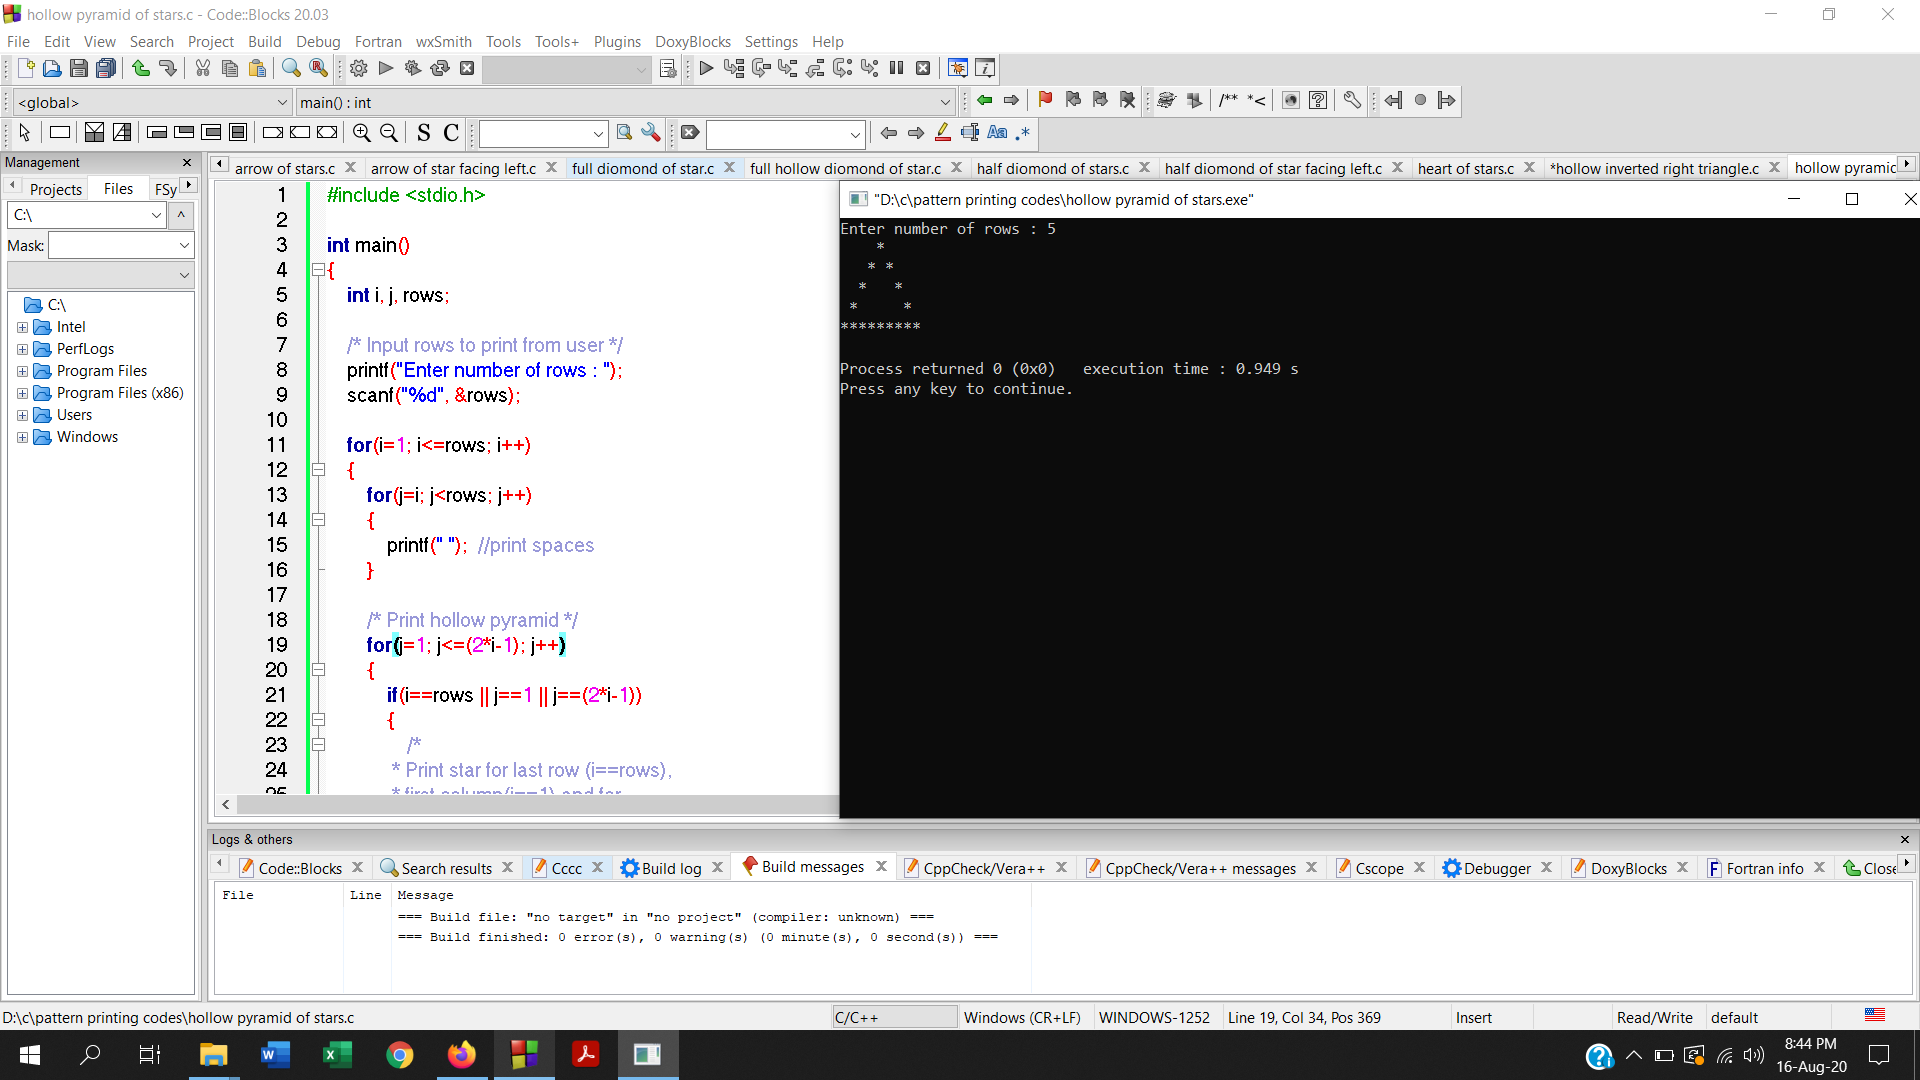 hollow pyramid of stars.c - Code::Blocks 20.03
File Edit View Search Project Build Debug Fortran wxSmith Tools Tools+ Plugins DoxyBlocks Settings Help
<global> main() : int
/** *<
S C Aa .*
Management
arrow of stars.c arrow of star facing left.c full diomond of star.c full hollow diomond of star.c half diomond of stars.c half diomond of star facing left.c heart of stars.c *hollow inverted right triangle.c hollow pyramic
Projects Files FSy
C:\
Mask:
C:\
Intel
PerfLogs
Program Files
Program Files (x86)
Users
Windows
1 #include <stdio.h>
2
3 int main()
4 {
5 int i, j, rows;
6
7 /* Input rows to print from user */
8 printf("Enter number of rows : ");
9 scanf("%d", &rows);
10
11 for(i=1; i<=rows; i++)
12 {
13 for(j=i; j<rows; j++)
14 {
15 printf(" "); //print spaces
16 }
17
18 /* Print hollow pyramid */
19 for(j=1; j<=(2*i-1); j++)
20 {
21 if(i==rows || j==1 || j==(2*i-1))
22 {
23 /*
24 * Print star for last row (i==rows),
25 * first column(j==1) and for
"D:\c\pattern printing codes\hollow pyramid of stars.exe"
Enter number of rows : 5
    *
   * *
  *   *
 *     *
*********
Process returned 0 (0x0)   execution time : 0.949 s
Press any key to continue.
Logs & others
Code::Blocks Search results Cccc Build log Build messages CppCheck/Vera++ CppCheck/Vera++ messages Cscope Debugger DoxyBlocks Fortran info Close
File Line Message
=== Build file: "no target" in "no project" (compiler: unknown) ===
=== Build finished: 0 error(s), 0 warning(s) (0 minute(s), 0 second(s)) ===
D:\c\pattern printing codes\hollow pyramid of stars.c C/C++ Windows (CR+LF) WINDOWS-1252 Line 19, Col 34, Pos 369 Insert Read/Write default
8:44 PM
16-Aug-20